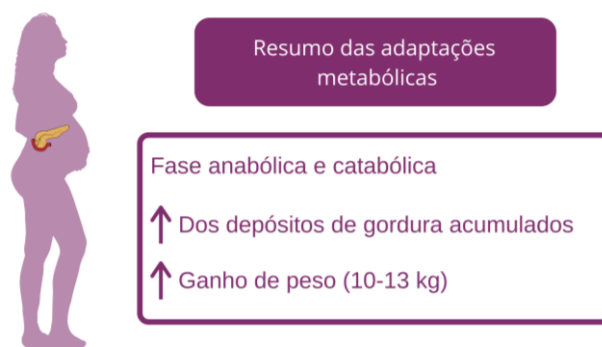 Resumo das adaptações
metabólicas
Fase anabólica e catabólica
↑ Dos depósitos de gordura acumulados
↑ Ganho de peso (10-13 kg)